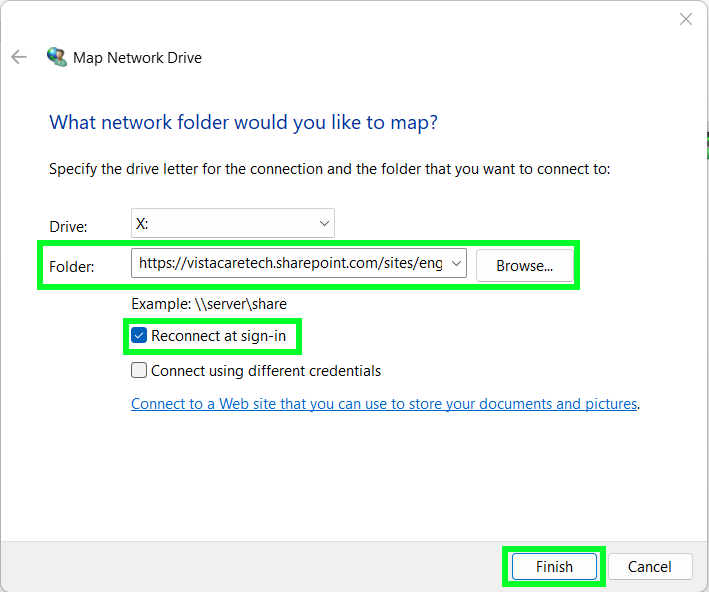 Map Network Drive
What network folder would you like to map?
Specify the drive letter for the connection and the folder that you want to connect to:
Drive: X:
Folder: https://vistacaretech.sharepoint.com/sites/eng Browse...
Example: \\server\share
Reconnect at sign-in
Connect using different credentials
Connect to a Web site that you can use to store your documents and pictures.
Finish Cancel